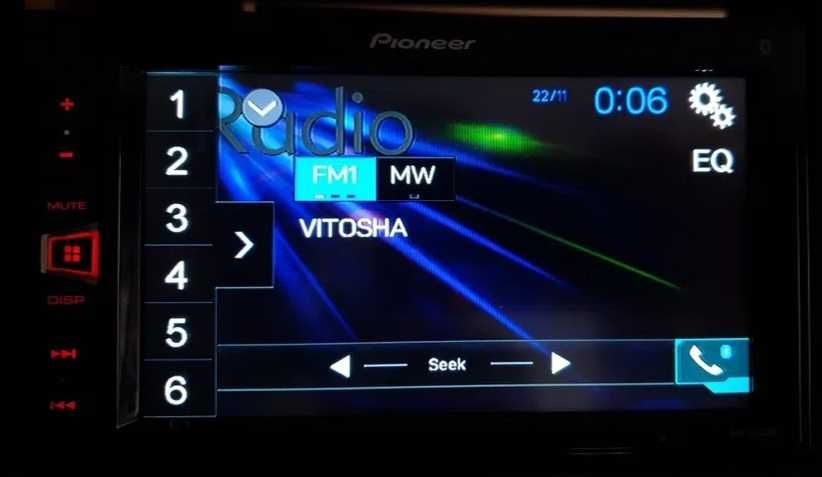 Pioneer
22/11 0:06
Radio
EQ
FM1 MW
VITOSHA
Seek
1
2
3
4
5
6
MUTE
DISP